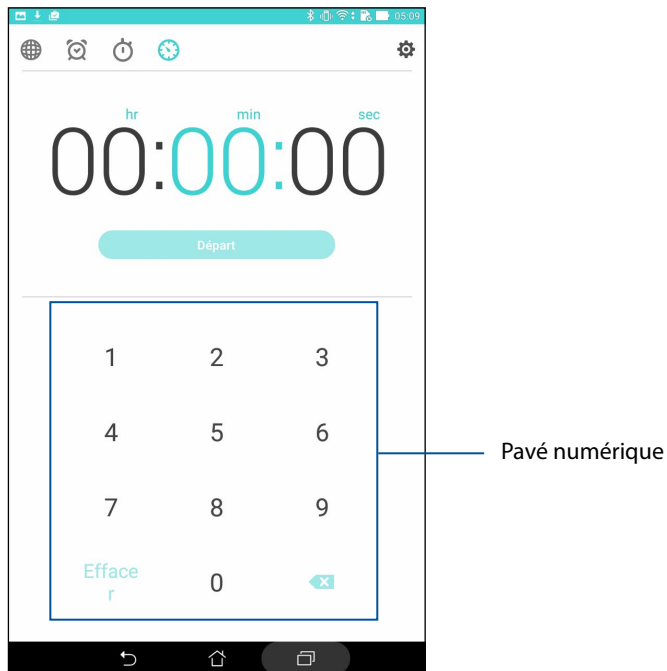 05:09
hr min sec
00:00:00
Départ
1 2 3
4 5 6
Pavé numérique
7 8 9
Efface
r
0